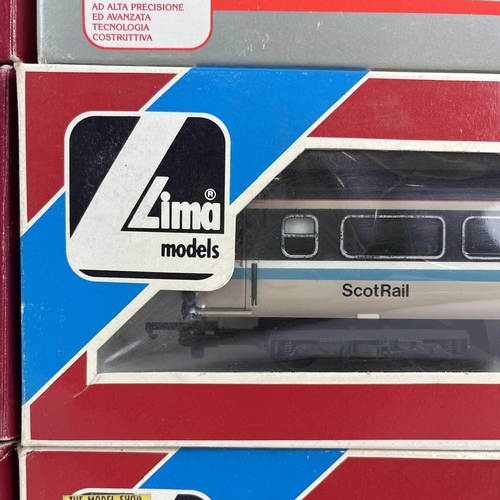 AD ALTA PRECISIONE
ED AVANZATA
TECNOLOGIA
COSTRUTTIVA
Lima®
models
ScotRail
THE MODEL SHOP